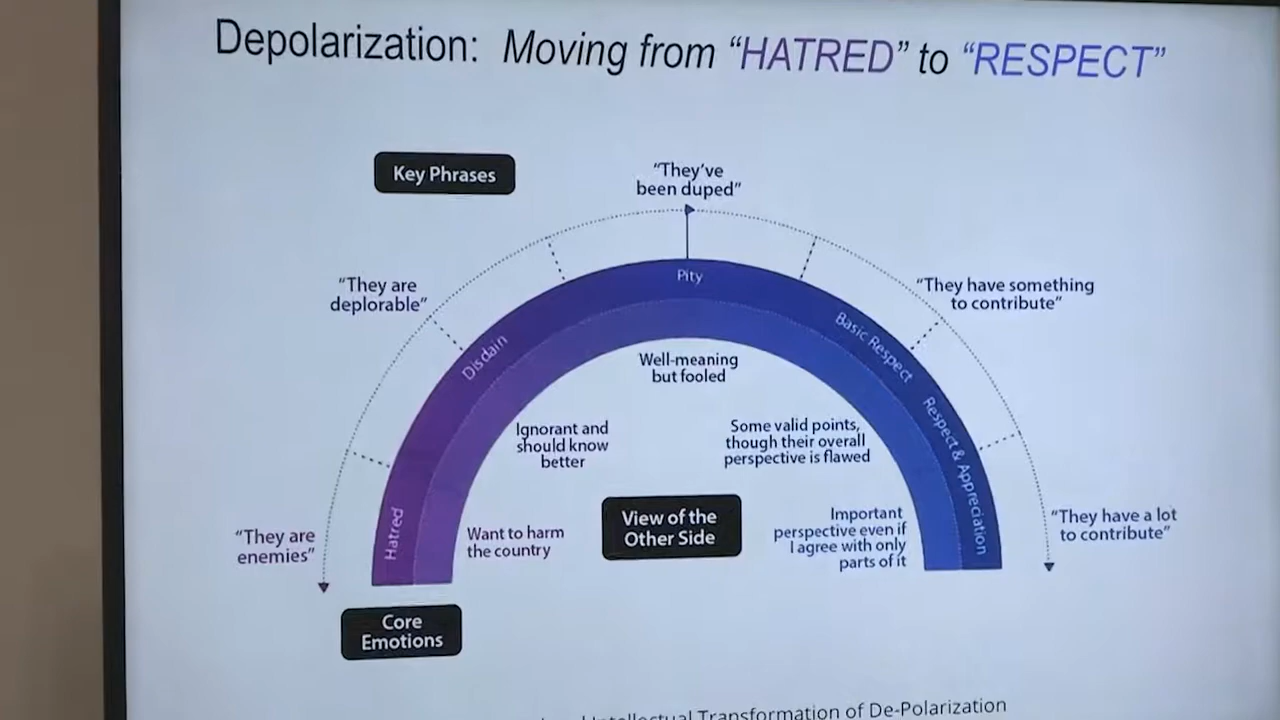 Depolarization: Moving from “HATRED” to “RESPECT”
Key Phrases
“They've
been duped”
“They are
deplorable”
“They have something
to contribute”
Pity
Disdain
Basic Respect
Well-meaning
but fooled
Ignorant and
should know
better
Some valid points,
though their overall
perspective is flawed
Respect & Appreciation
Hatred
“They are
enemies”
Want to harm
the country
View of the
Other Side
Important
perspective even if
I agree with only
parts of it
“They have a lot
to contribute”
Core
Emotions
Intellectual Transformation of De-Polarization